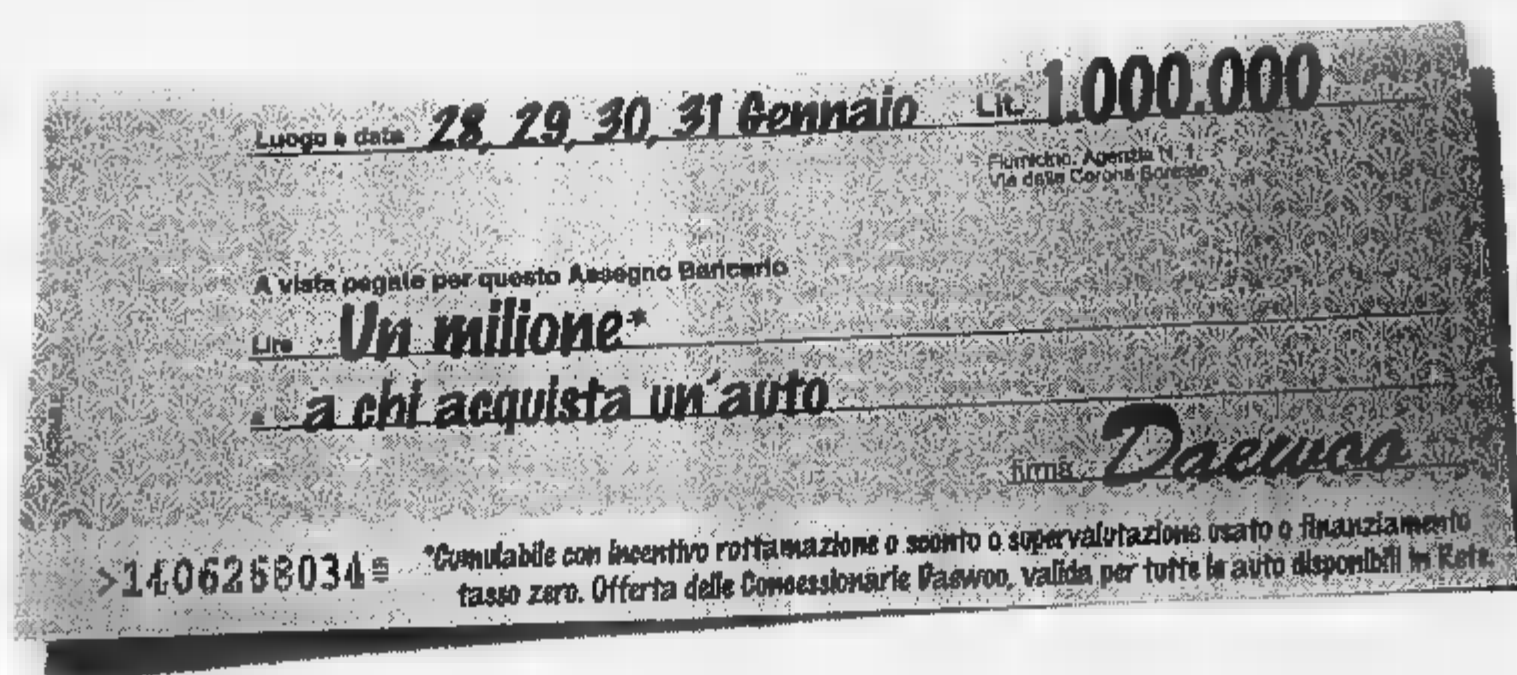 Luogo e data 28, 29, 30, 31 Gennaio Lit. 1.000.000
Fiumicino, Agenzia N. 1
Via della Corona Boreale
A vista pagate per questo Assegno Bancario
Lire Un milione*
a a chi acquista un'auto
firma Daewoo
>1406268034
*Cumulabile con incentivo rottamazione o sconto o supervalutazione usato o finanziamento
tasso zero. Offerta delle Concessionarie Daewoo, valida per tutte le auto disponibili in Rete.